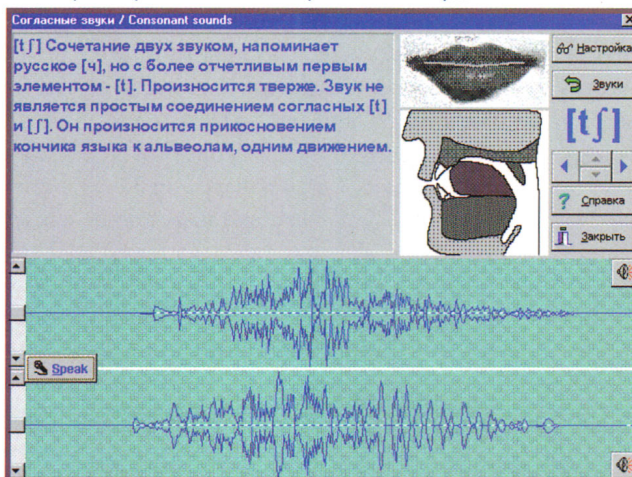 Согласные звуки / Consonant sounds
[tʃ] Сочетание двух звуком, напоминает
русское [ч], но с более отчетливым первым
элементом - [t]. Произносится тверже. Звук не
является простым соединением согласных [t]
и [ʃ]. Он произносится прикосновением
кончика языка к альвеолам, одним движением.
Настройка
Звуки
[tʃ]
? Справка
Закрыть
Speak